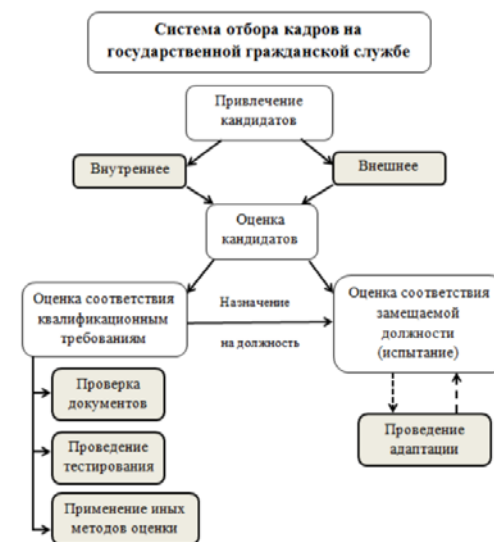 Система отбора кадров на
государственной гражданской службе
Привлечение
кандидатов
Внутреннее
Внешнее
Оценка
кандидатов
Оценка соответствия
квалификационным
требованиям
Назначение
на должность
Оценка соответствия
замещаемой
должности
(испытание)
Проверка
документов
Проведение
тестирования
Применение иных
методов оценки
Проведение
адаптации